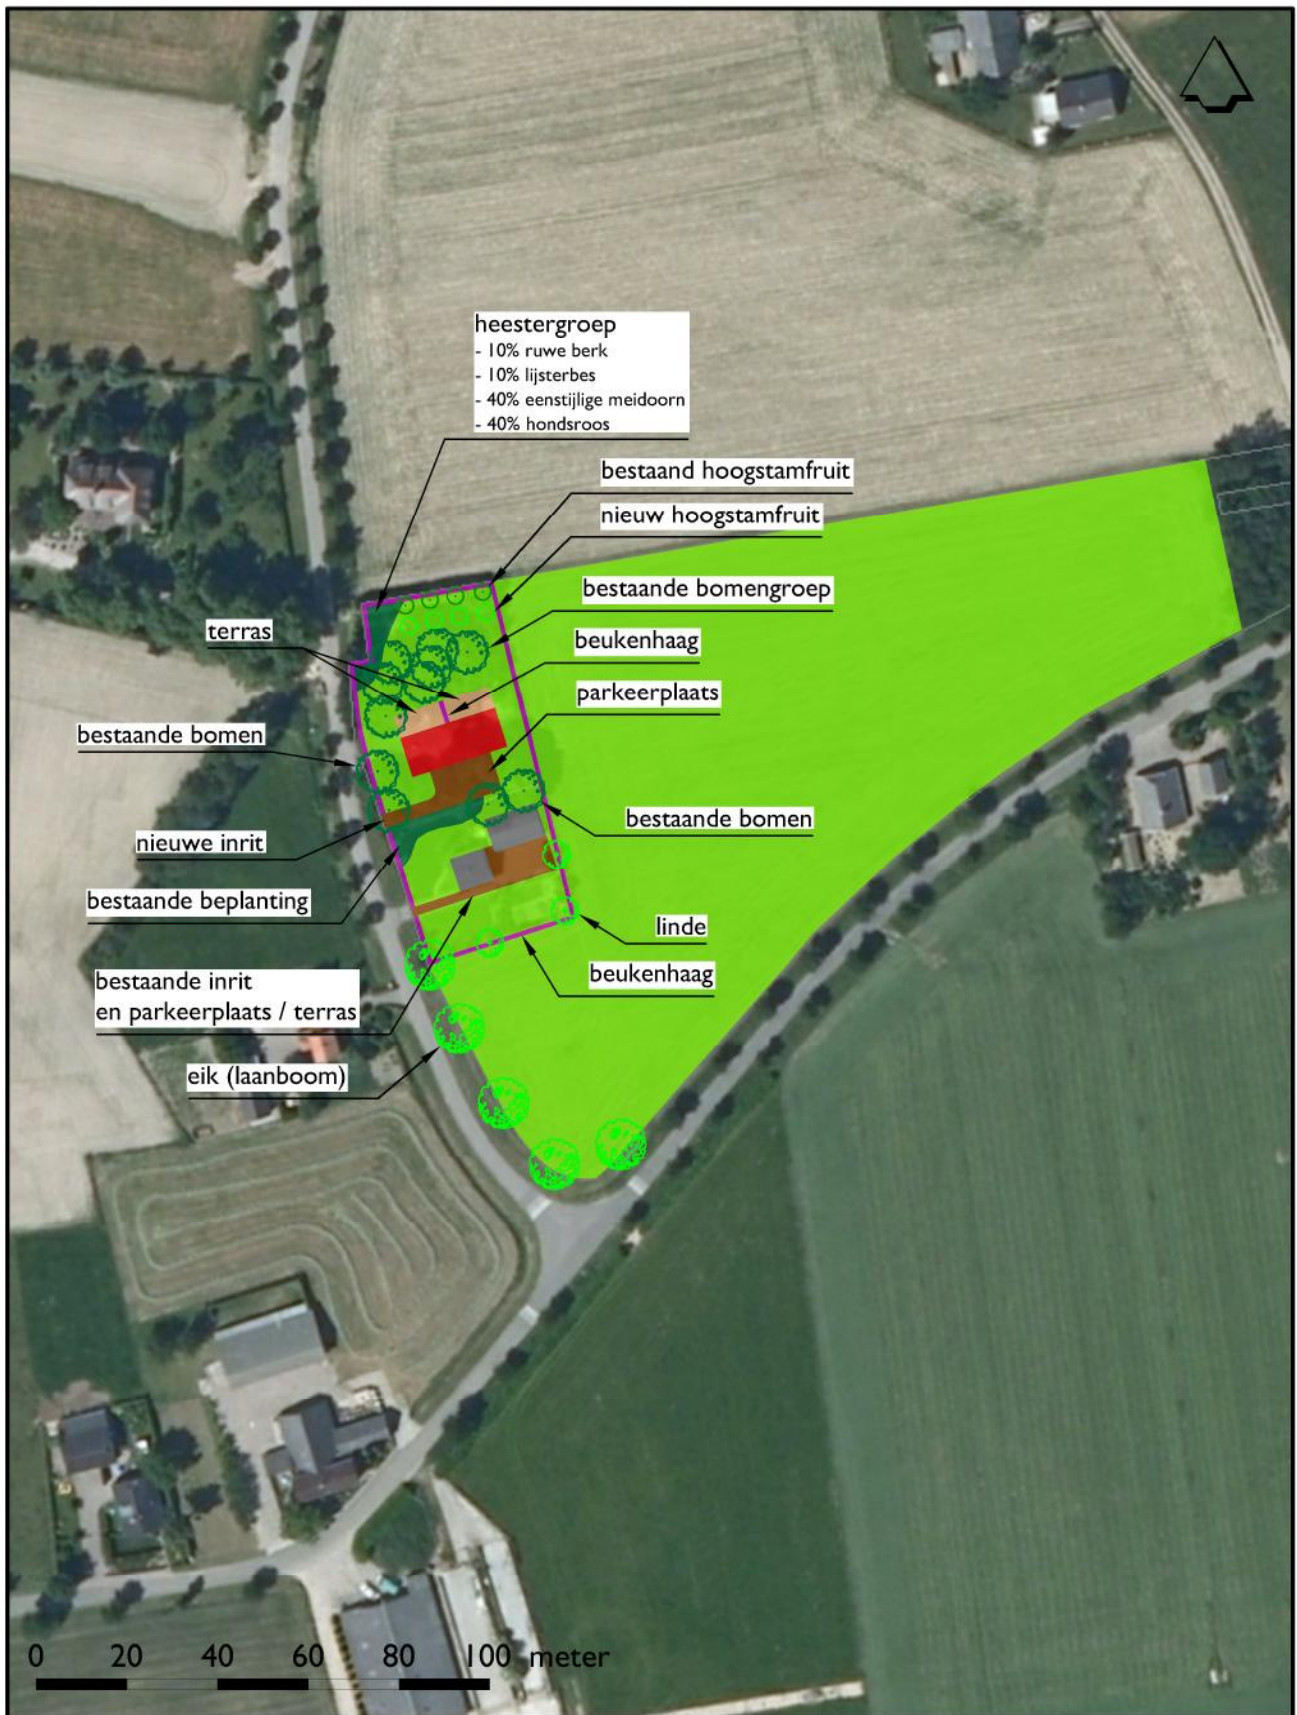 heestergroep
- 10% ruwe berk
- 10% lijsterbes
- 40% eenstijlige meidoorn
- 40% hondsroos
bestaand hoogstamfruit
nieuw hoogstamfruit
bestaande bomengroep
terras
beukenhaag
parkeerplaats
bestaande bomen
bestaande bomen
nieuwe inrit
bestaande beplanting
linde
beukenhaag
bestaande inrit
en parkeerplaats / terras
eik (laanboom)
0 20 40 60 80 100 meter